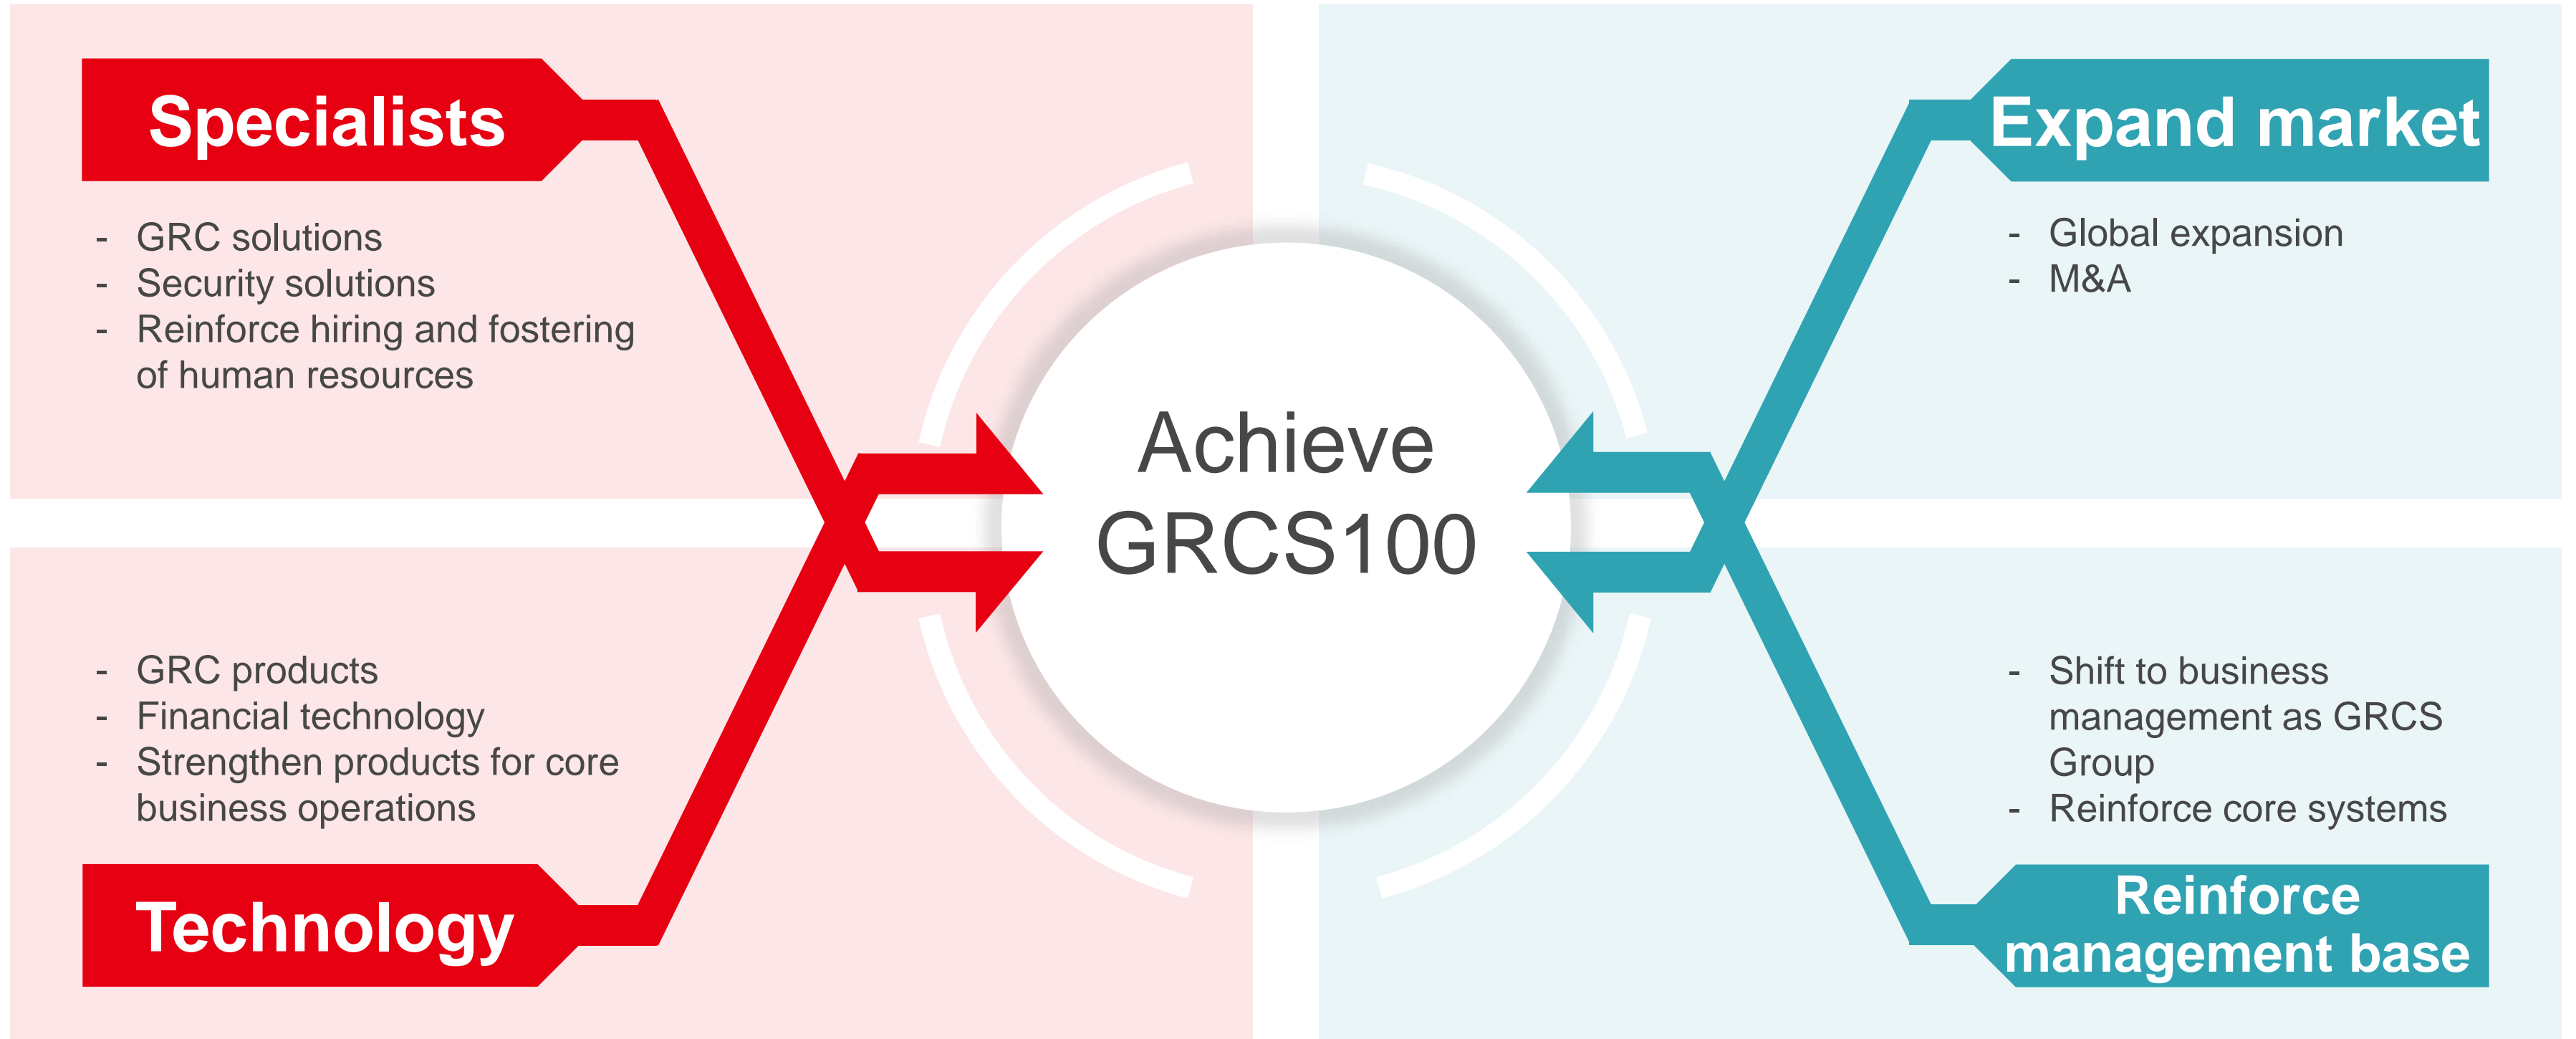 Specialists
- GRC solutions
- Security solutions
- Reinforce hiring and fostering
of human resources
Expand market
- Global expansion
- M&A
Achieve
GRCS100
- GRC products
- Financial technology
- Strengthen products for core
business operations
Technology
- Shift to business
management as GRCS
Group
- Reinforce core systems
Reinforce
management base